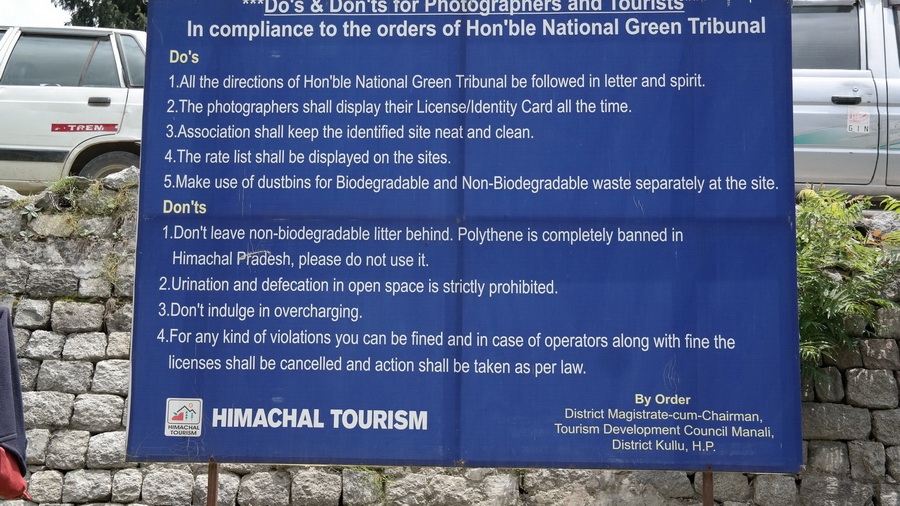 ***Do's & Don'ts for Photographers and Tourists***
In compliance to the orders of Hon'ble National Green Tribunal
Do's
1.All the directions of Hon'ble National Green Tribunal be followed in letter and spirit.
2.The photographers shall display their License/Identity Card all the time.
3.Association shall keep the identified site neat and clean.
4.The rate list shall be displayed on the sites.
5.Make use of dustbins for Biodegradable and Non-Biodegradable waste separately at the site.
Don'ts
1.Don't leave non-biodegradable litter behind. Polythene is completely banned in
Himachal Pradesh, please do not use it.
2.Urination and defecation in open space is strictly prohibited.
3.Don't indulge in overcharging.
4.For any kind of violations you can be fined and in case of operators along with fine the
licenses shall be cancelled and action shall be taken as per law.
HIMACHAL
TOURISM
HIMACHAL TOURISM
By Order
District Magistrate-cum-Chairman,
Tourism Development Council Manali,
District Kullu, H.P.
TREM
GIN